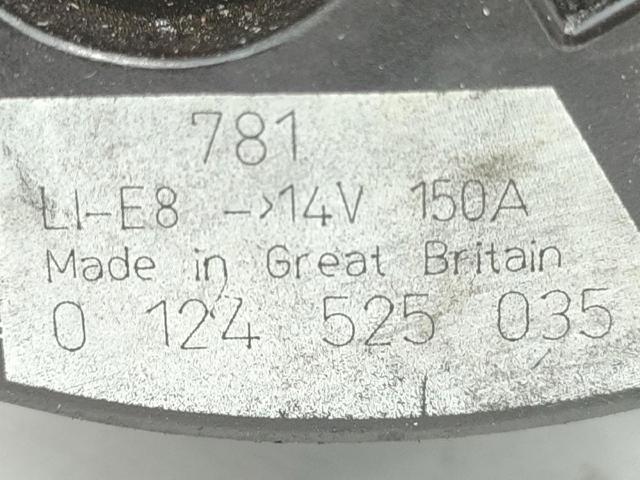 781
LI-E8 ->14V 150A
Made in Great Britain
0 124 525 035